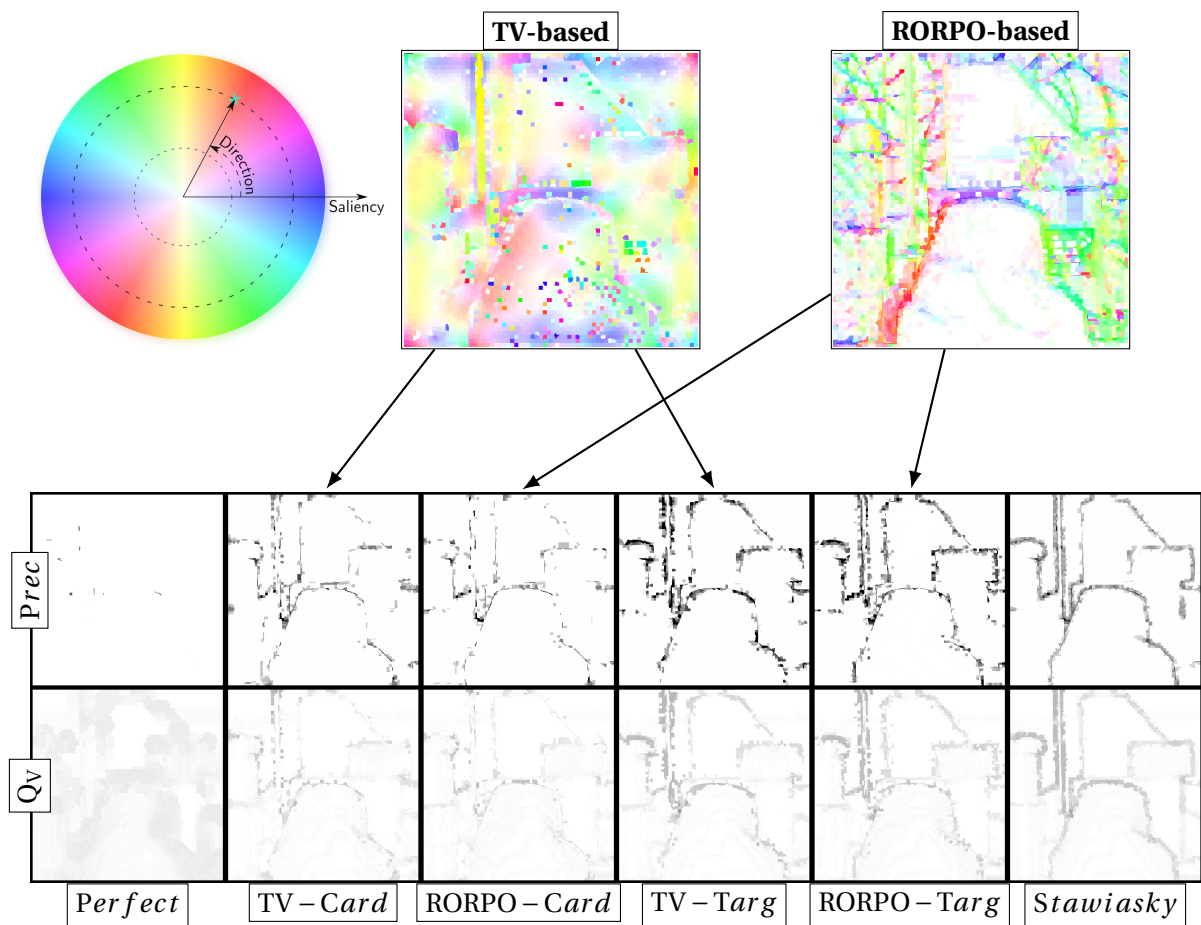 TV-based
RORPO-based
Direction
Saliency
Prec
Qv
Perfect
TV – Card
RORPO – Card
TV – Targ
RORPO – Targ
Stawiasky